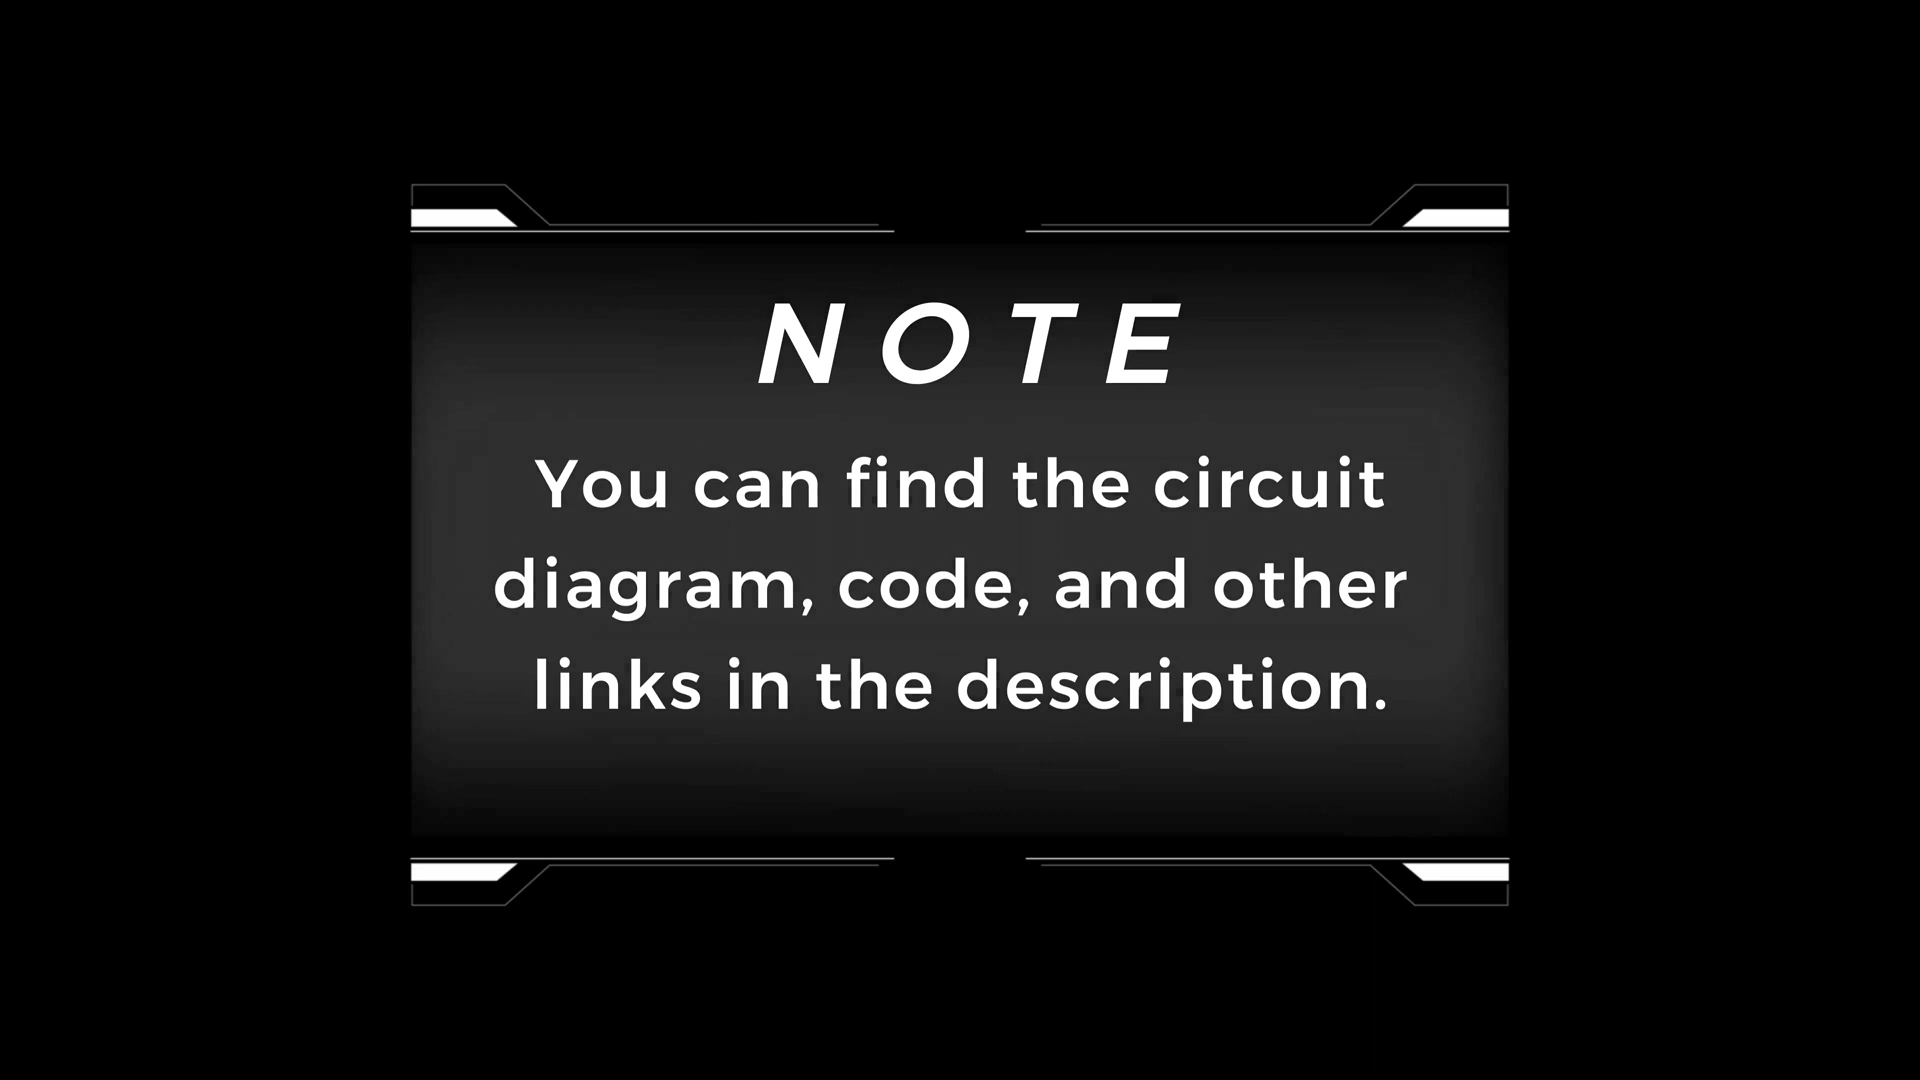 NOTE
You can find the circuit
diagram, code, and other
links in the description.